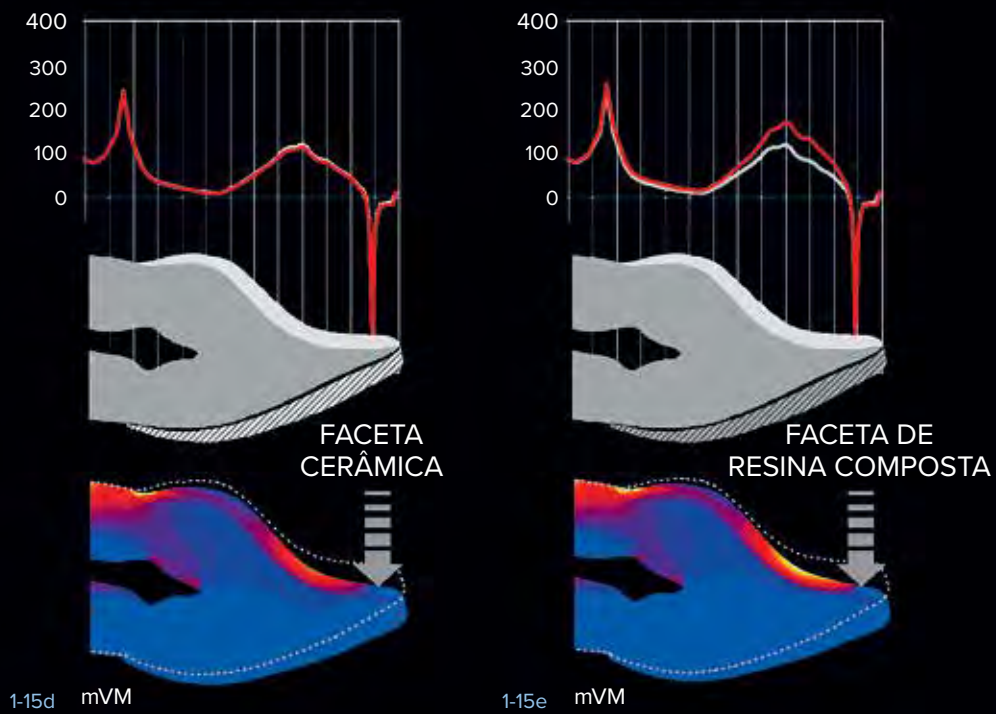 400
300
200
100
0
FACETA
CERÂMICA
1-15d mVM
400
300
200
100
0
FACETA DE
RESINA COMPOSTA
1-15e mVM